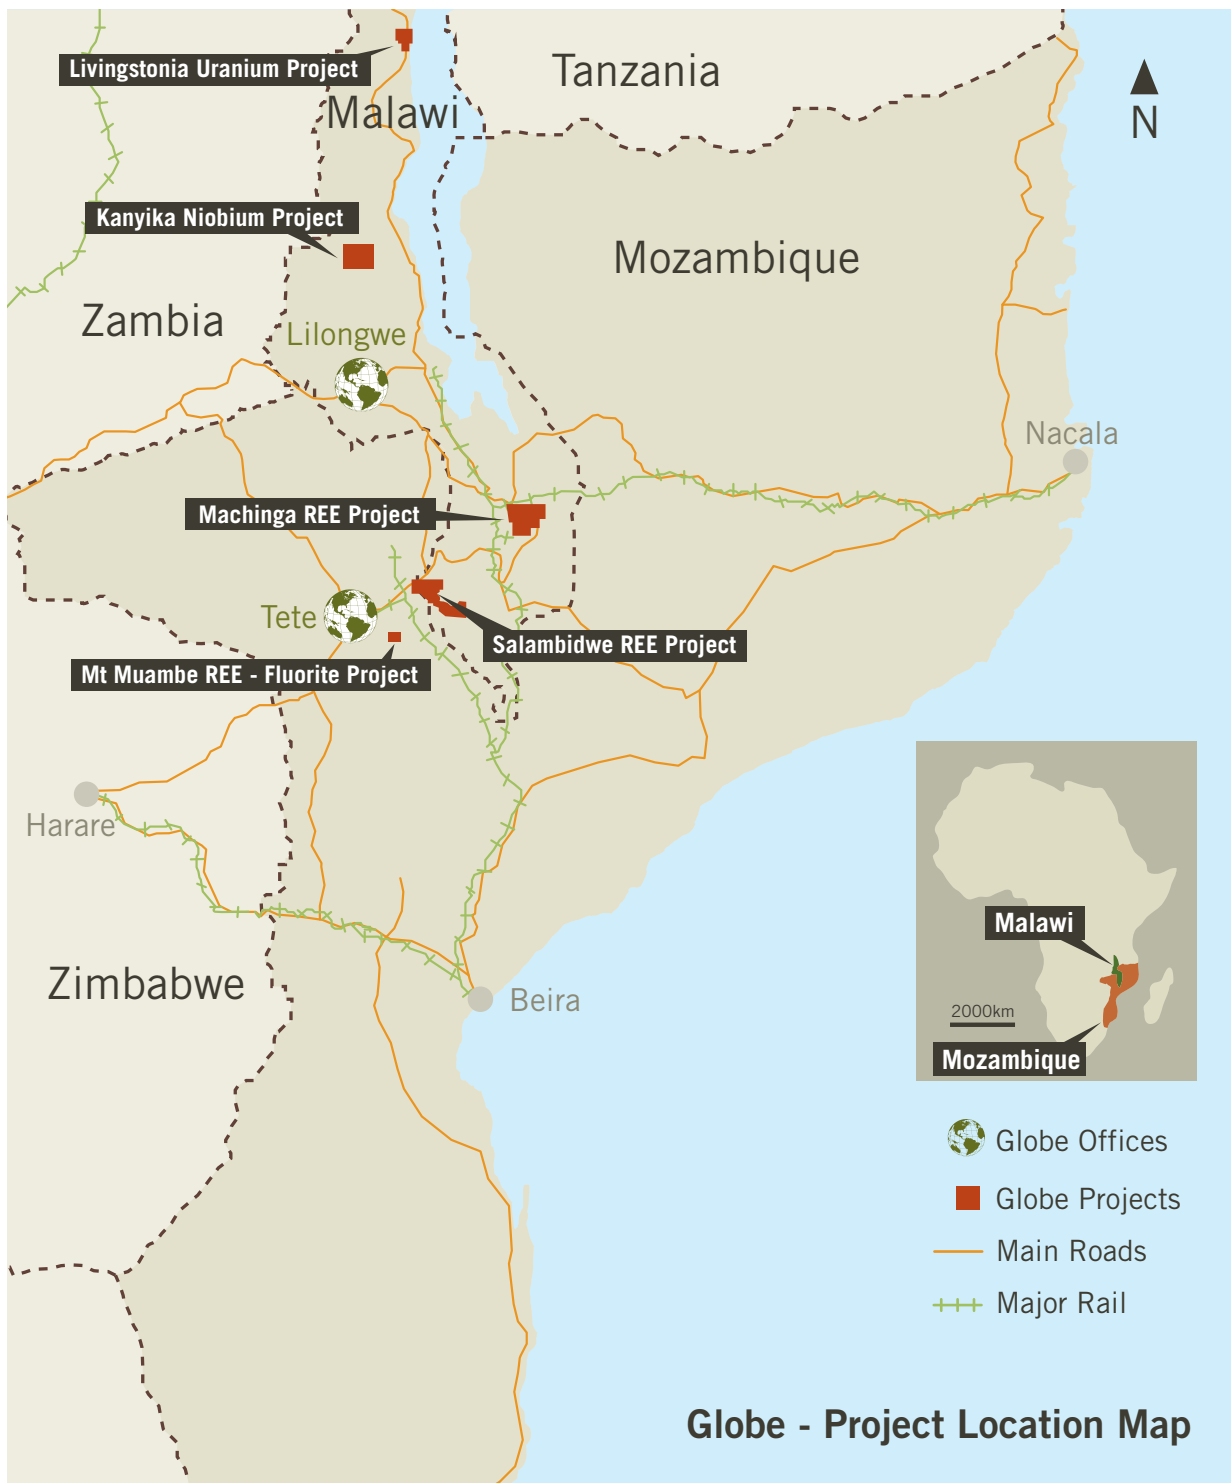 Livingstonia Uranium Project
Tanzania
Malawi
N
Kanyika Niobium Project
Mozambique
Zambia
Lilongwe
Nacala
Machinga REE Project
Tete
Salambidwe REE Project
Mt Muambe REE - Fluorite Project
Harare
Malawi
Zimbabwe
Beira
2000km
Mozambique
Globe Offices
Globe Projects
Main Roads
Major Rail
Globe - Project Location Map